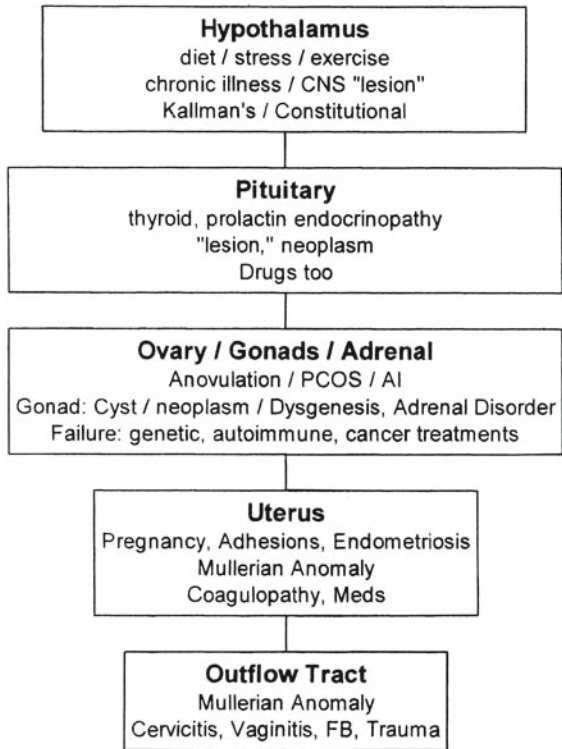 Hypothalamus
diet / stress / exercise
chronic illness / CNS "lesion"
Kallman's / Constitutional
Pituitary
thyroid, prolactin endocrinopathy
"lesion," neoplasm
Drugs too
Ovary / Gonads / Adrenal
Anovulation / PCOS / AI
Gonad: Cyst / neoplasm / Dysgenesis, Adrenal Disorder
Failure: genetic, autoimmune, cancer treatments
Uterus
Pregnancy, Adhesions, Endometriosis
Mullerian Anomaly
Coagulopathy, Meds
Outflow Tract
Mullerian Anomaly
Cervicitis, Vaginitis, FB, Trauma